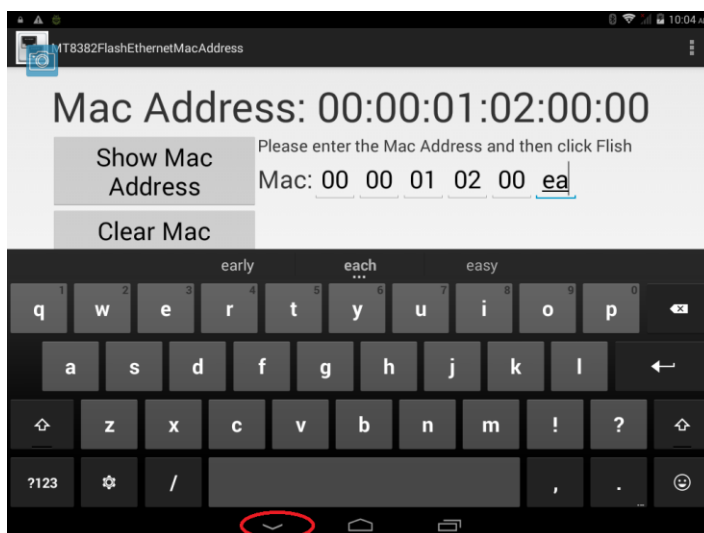 10:04 AM
MT8382FlashEthernetMacAddress
Mac Address: 00:00:01:02:00:00
Show Mac Address
Please enter the Mac Address and then click Flish
Mac: 00 00 01 02 00 ea
Clear Mac
early each easy
1 2 3 4 5 6 7 8 9 0
q w e r t y u i o p
a s d f g h j k l
z x c v b n m ! ?
?123 / , .